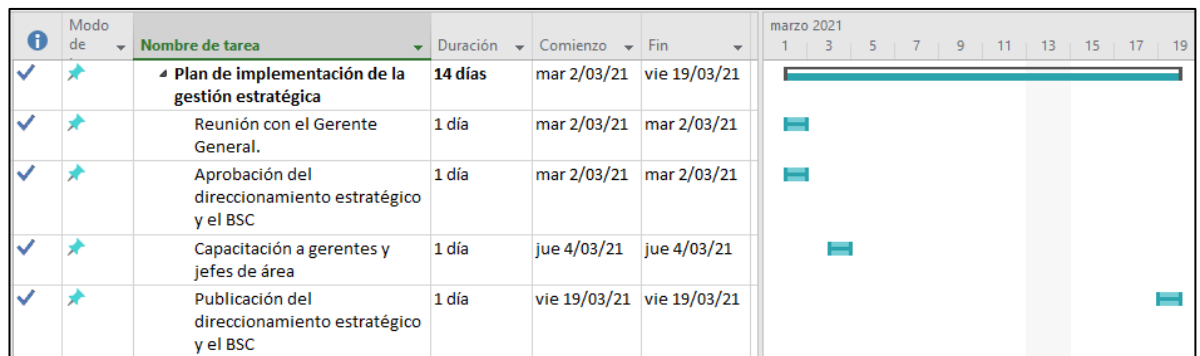 Modo de
Nombre de tarea
Duración
Comienzo
Fin
marzo 2021
1 3 5 7 9 11 13 15 17 19
Plan de implementación de la
gestión estratégica
14 días
mar 2/03/21
vie 19/03/21
Reunión con el Gerente
General.
1 día
mar 2/03/21
mar 2/03/21
Aprobación del
direccionamiento estratégico
y el BSC
1 día
mar 2/03/21
mar 2/03/21
Capacitación a gerentes y
jefes de área
1 día
jue 4/03/21
jue 4/03/21
Publicación del
direccionamiento estratégico
y el BSC
1 día
vie 19/03/21
vie 19/03/21